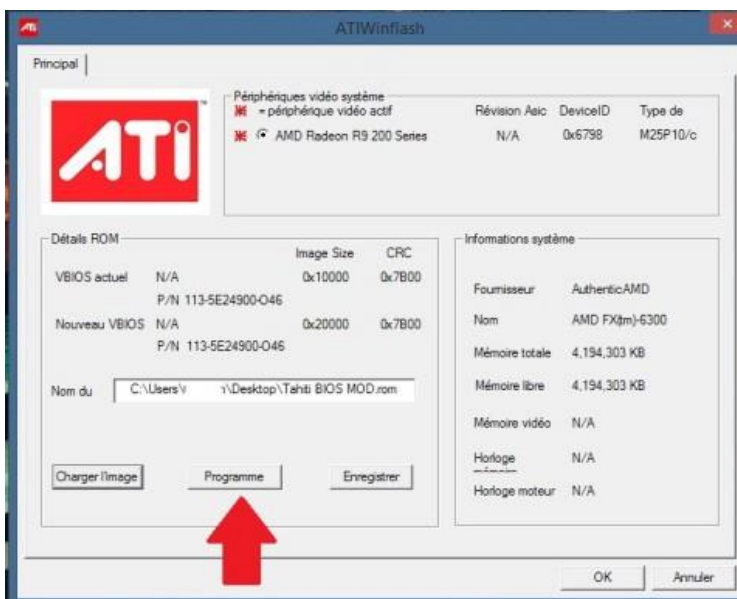 ATIWinflash
Principal
Périphériques vidéo système
= périphérique vidéo actif
Révision Asic DeviceID Type de
AMD Radeon R9 200 Series N/A 0x6798 M25P10/c
ATI
Détails ROM
Image Size CRC
VBIOS actuel N/A 0x10000 0x7B00
P/N 113-5E24900-O46
Nouveau VBIOS N/A 0x20000 0x7B00
P/N 113-5E24900-O46
Nom du C:\Users\ \Desktop\Tahiti BIOS MOD.rom
Charger l'image Programme Enregistrer
Informations système
Fournisseur AuthenticAMD
Nom AMD FX(tm)-6300
Mémoire totale 4,194,303 KB
Mémoire libre 4,194,303 KB
Mémoire vidéo N/A
Horloge N/A
Horloge moteur N/A
OK Annuler